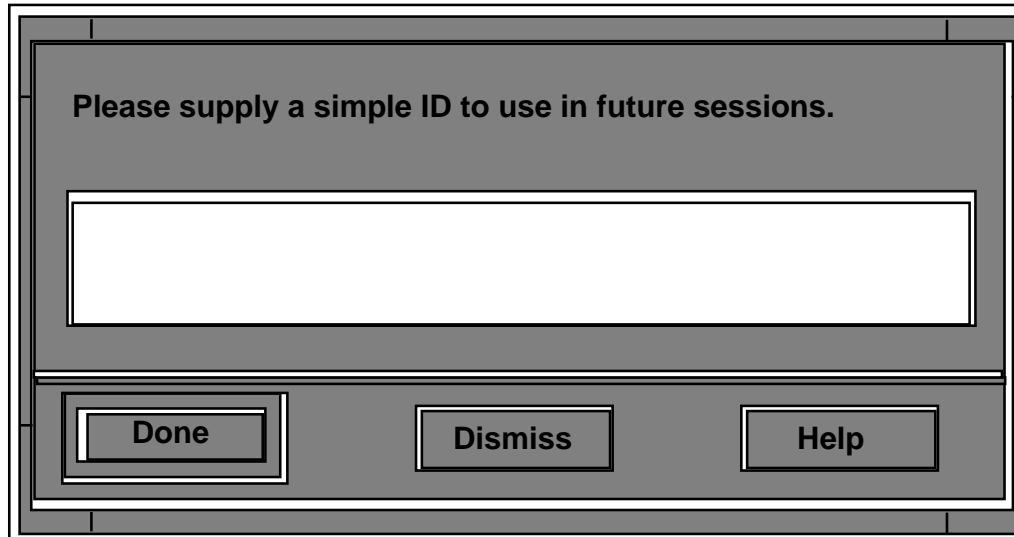 Please supply a simple ID to use in future sessions.
Done
Dismiss
Help